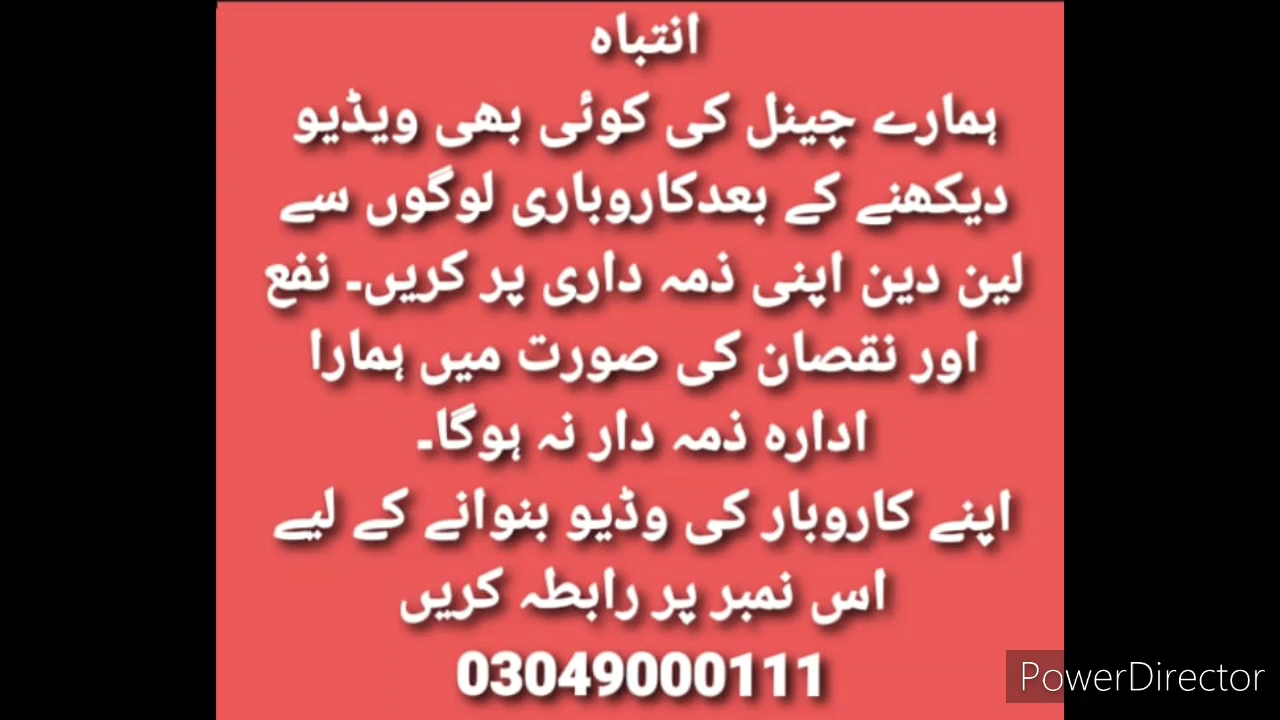 انتباہ
ہمارے چینل کی کوئی بھی ویڈیو
دیکھنے کے بعدکاروباری لوگوں سے
لین دین اپنی ذمہ داری پر کریں۔ نفع
اور نقصان کی صورت میں ہمارا
ادارہ ذمہ دار نہ ہوگا۔
اپنے کاروبار کی وڈیو بنوانے کے لیے
اس نمبر پر رابطہ کریں
03049000111
PowerDirector